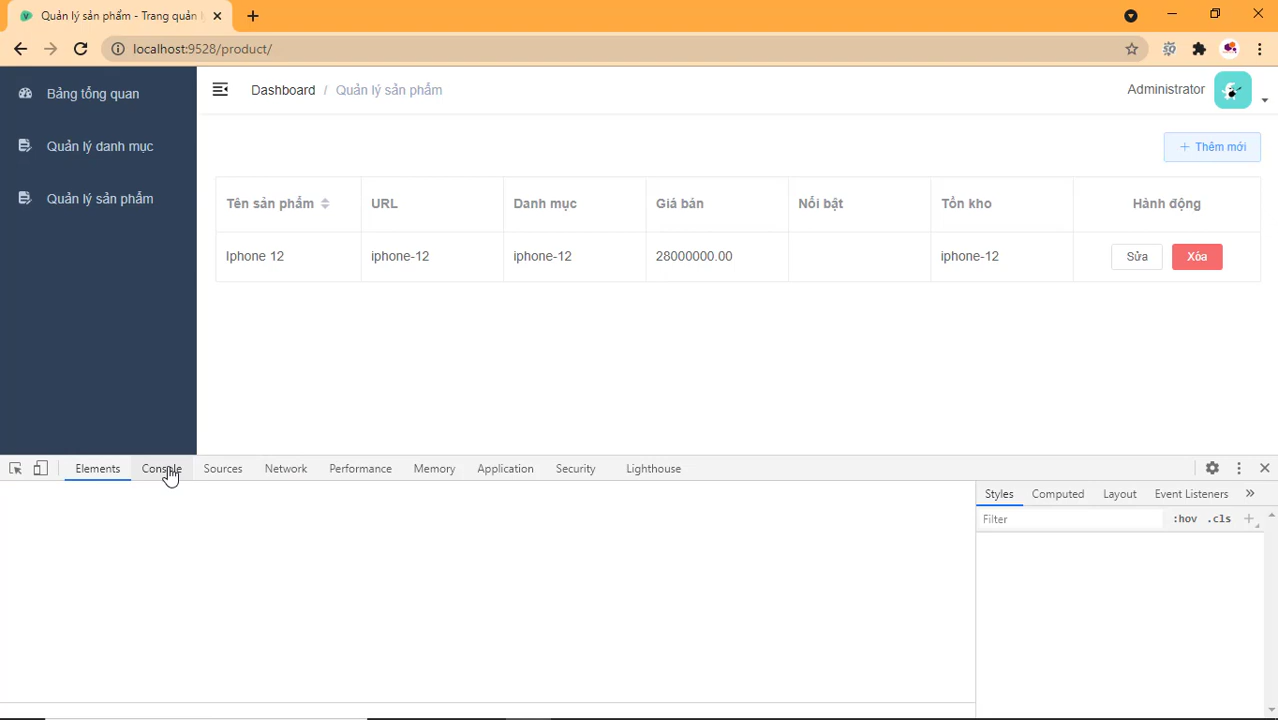 Quản lý sản phẩm - Trang quản l
localhost:9528/product/
Bảng tổng quan
Quản lý danh mục
Quản lý sản phẩm
Dashboard / Quản lý sản phẩm
Administrator
+ Thêm mới
Tên sản phẩm URL Danh mục Giá bán Nổi bật Tồn kho Hành động
Iphone 12 iphone-12 iphone-12 28000000.00 iphone-12 Sửa Xóa
Elements Console Sources Network Performance Memory Application Security Lighthouse
Styles Computed Layout Event Listeners »
Filter :hov .cls +